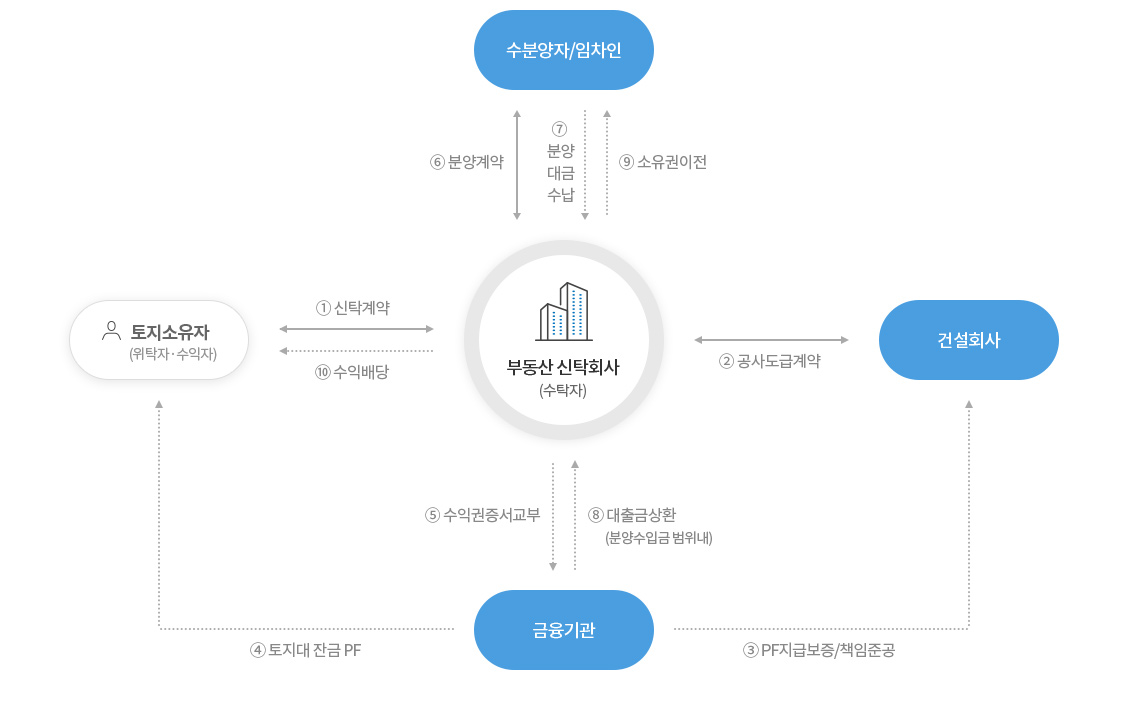 수분양자/임차인
⑥ 분양계약
⑦
분양
대금
수납
⑨ 소유권이전
① 신탁계약
토지소유자
(위탁자·수익자)
⑩ 수익배당
부동산 신탁회사
(수탁자)
② 공사도급계약
건설회사
⑤ 수익권증서교부
⑧ 대출금상환
(분양수입금 범위내)
금융기관
④ 토지대 잔금 PF
③ PF지급보증/책임준공